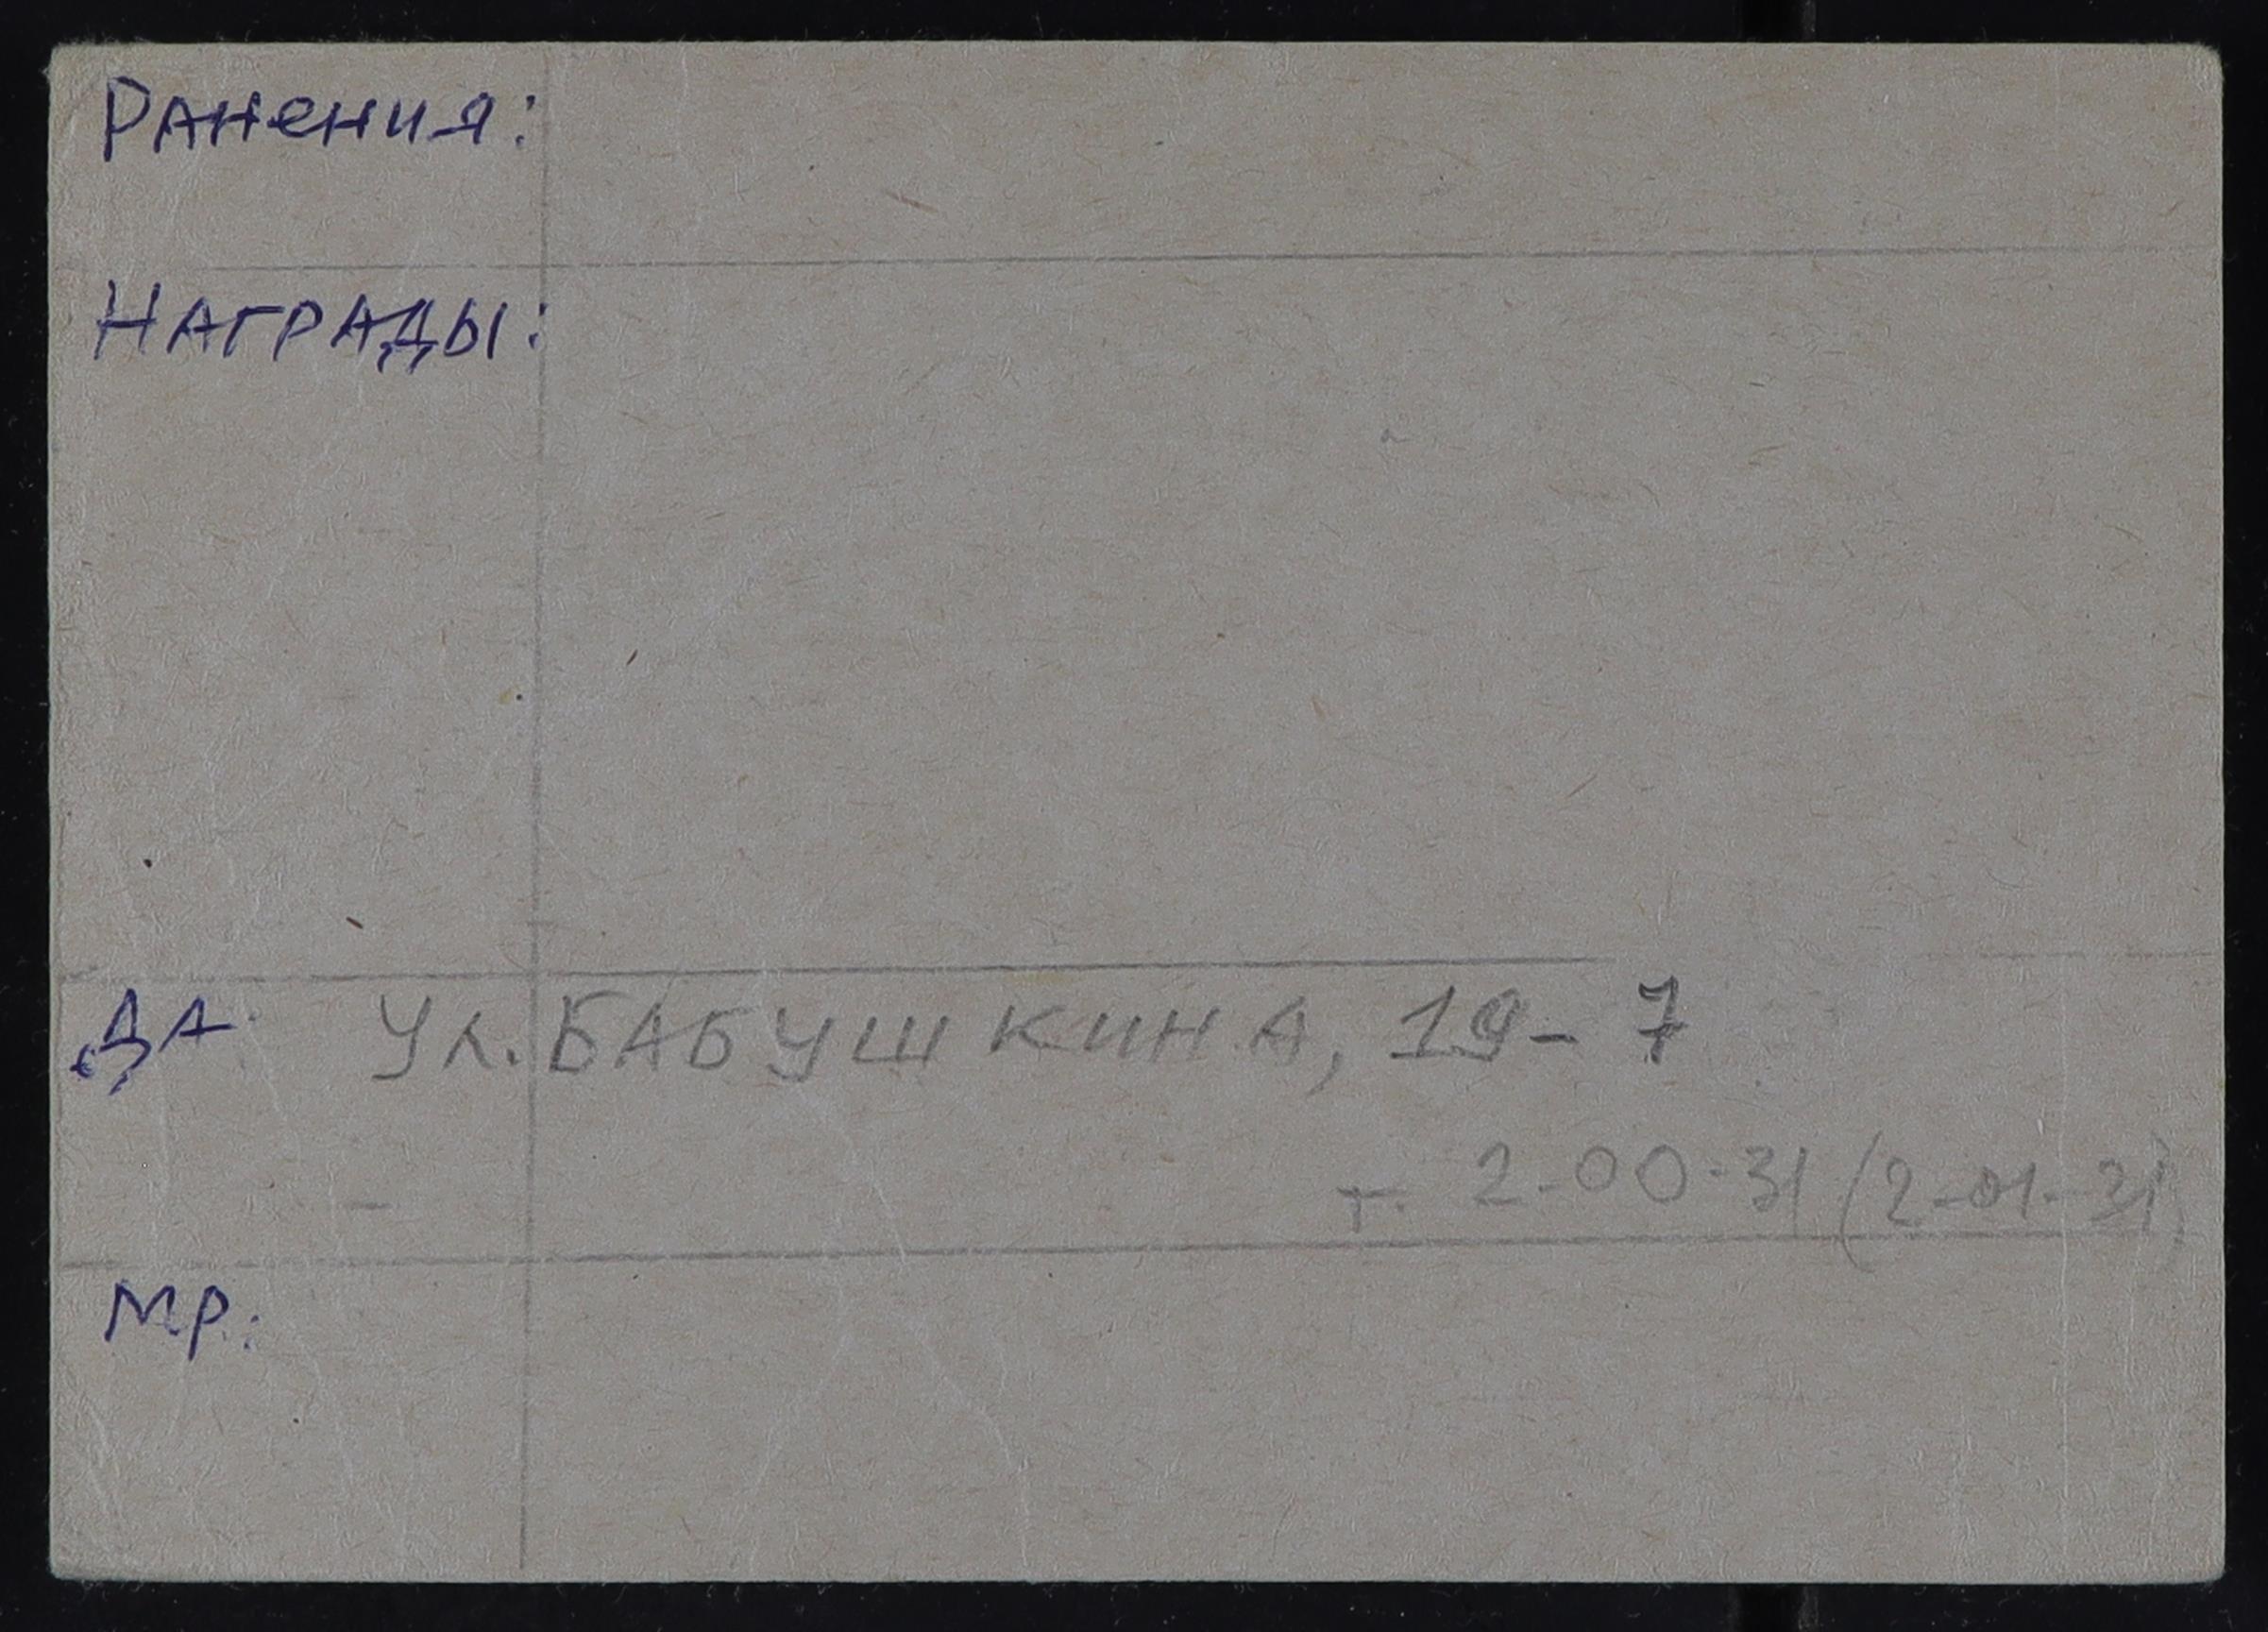 Ранения:
Награды:
ДА: Ул. БАБУШКИНА, 19-7
т. 2-00-31 (2-01-31)
МР: